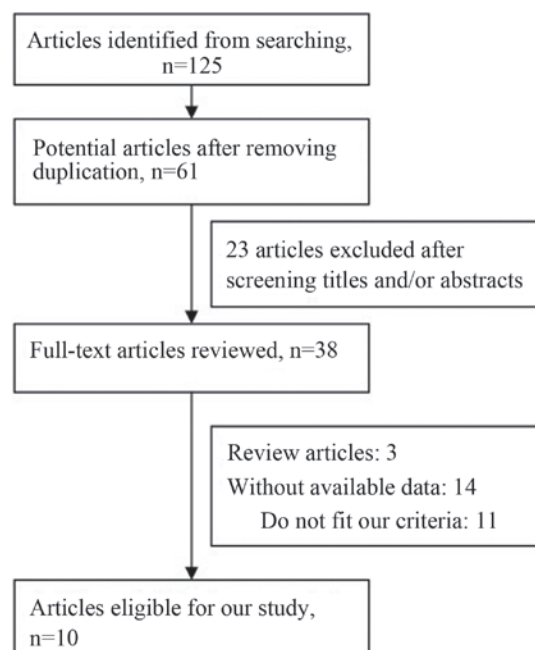 Articles identified from searching,
n=125
Potential articles after removing
duplication, n=61
23 articles excluded after
screening titles and/or abstracts
Full-text articles reviewed, n=38
Review articles: 3
Without available data: 14
Do not fit our criteria: 11
Articles eligible for our study,
n=10